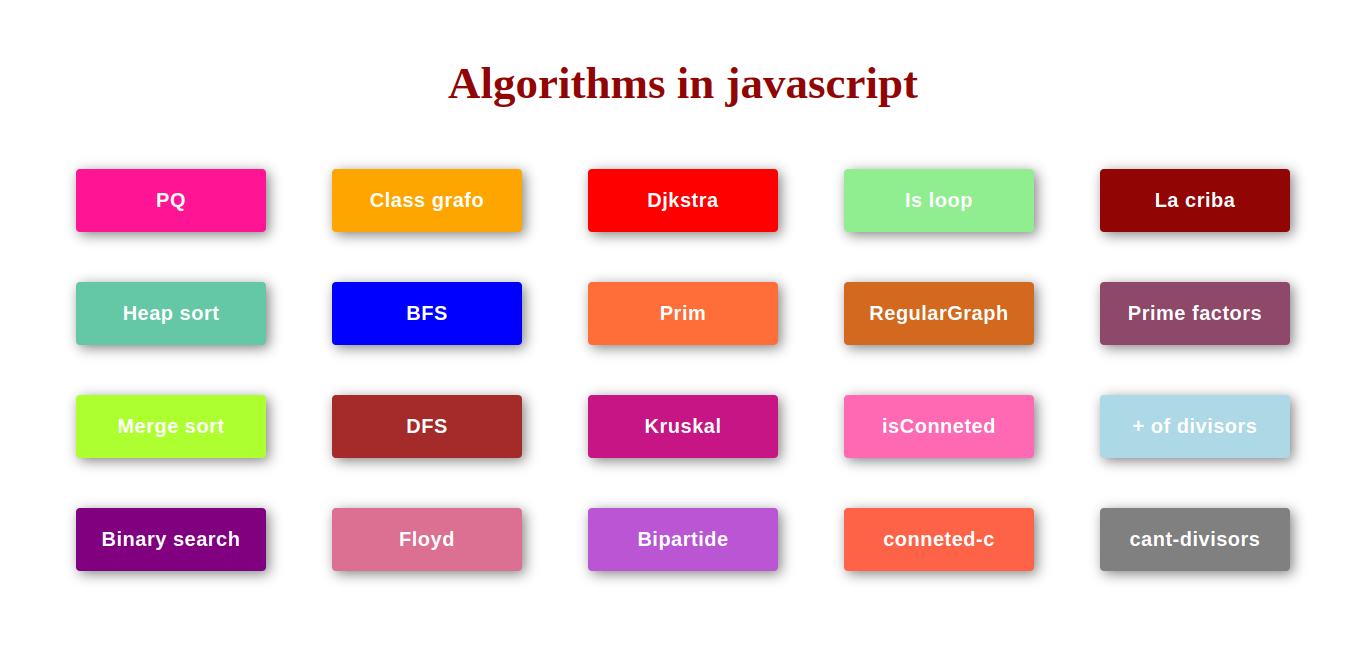 Algorithms in javascript
PQ
Class grafo
Djkstra
Is loop
La criba
Heap sort
BFS
Prim
RegularGraph
Prime factors
Merge sort
DFS
Kruskal
isConneted
+ of divisors
Binary search
Floyd
Bipartide
conneted-c
cant-divisors